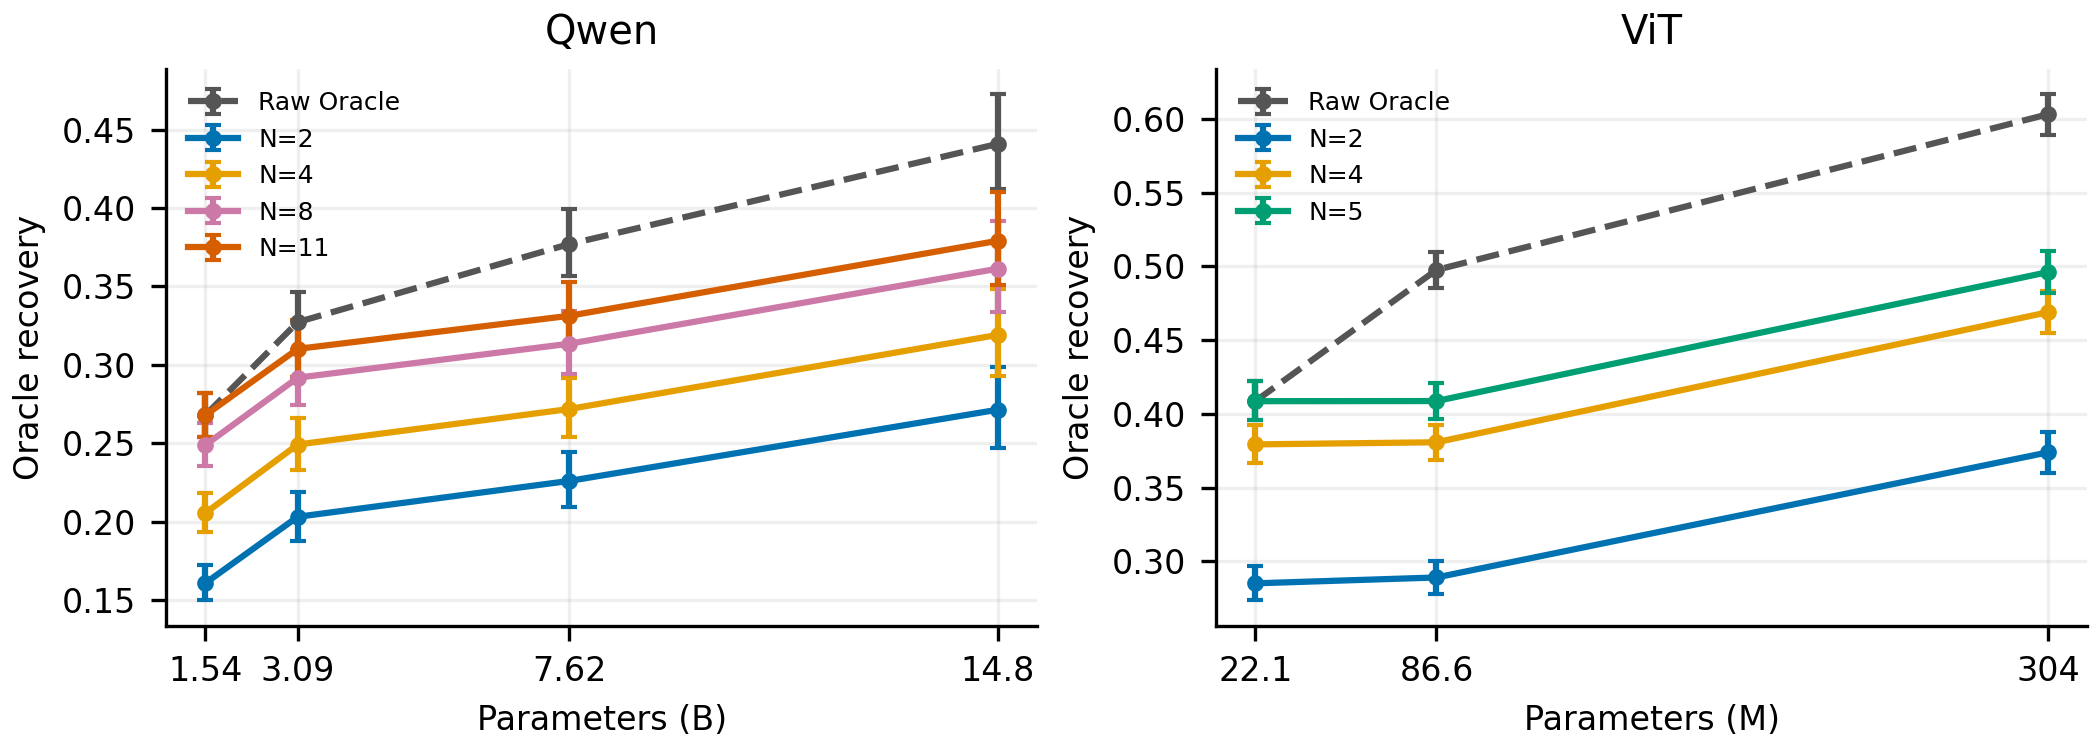 Qwen
Oracle recovery
0.45
0.40
0.35
0.30
0.25
0.20
0.15
Raw Oracle
N=2
N=4
N=8
N=11
1.54 3.09 7.62 14.8
Parameters (B)
ViT
Oracle recovery
0.60
0.55
0.50
0.45
0.40
0.35
0.30
Raw Oracle
N=2
N=4
N=5
22.1 86.6 304
Parameters (M)